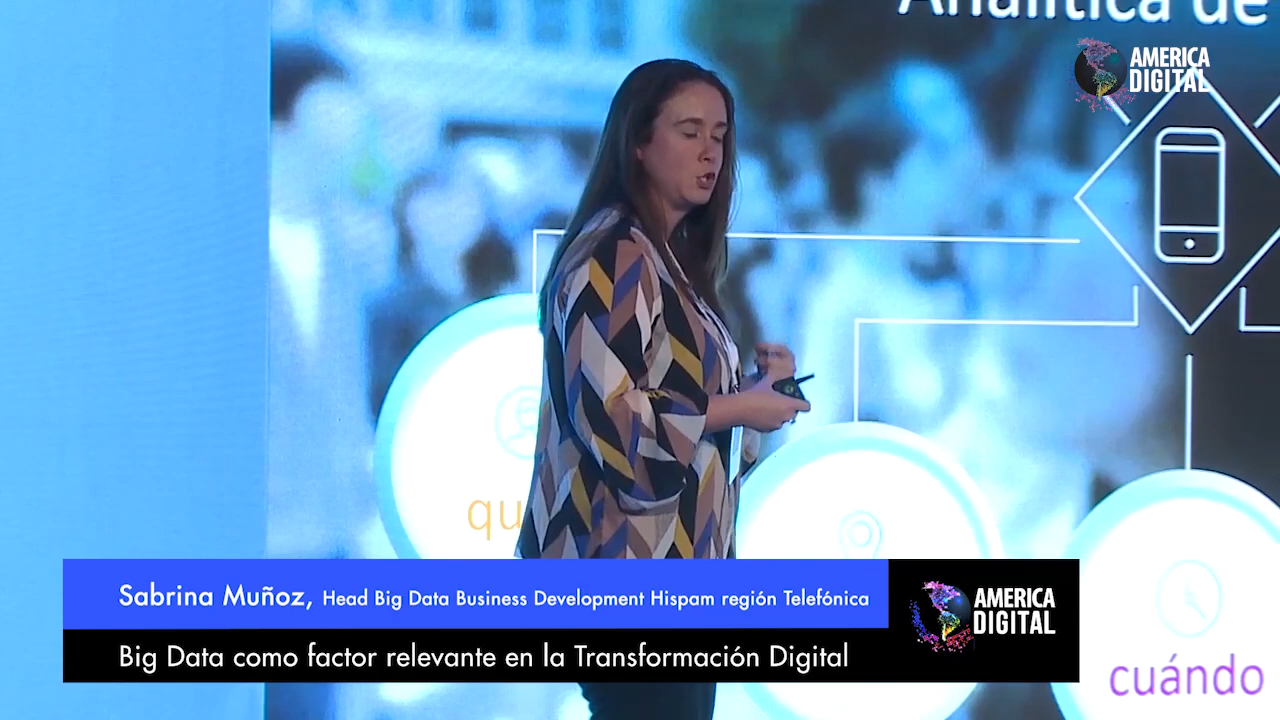 Analítica de
AMERICA
DIGITAL
Sabrina Muñoz, Head Big Data Business Development Hispam región Telefónica
Big Data como factor relevante en la Transformación Digital
AMERICA
DIGITAL
cuándo